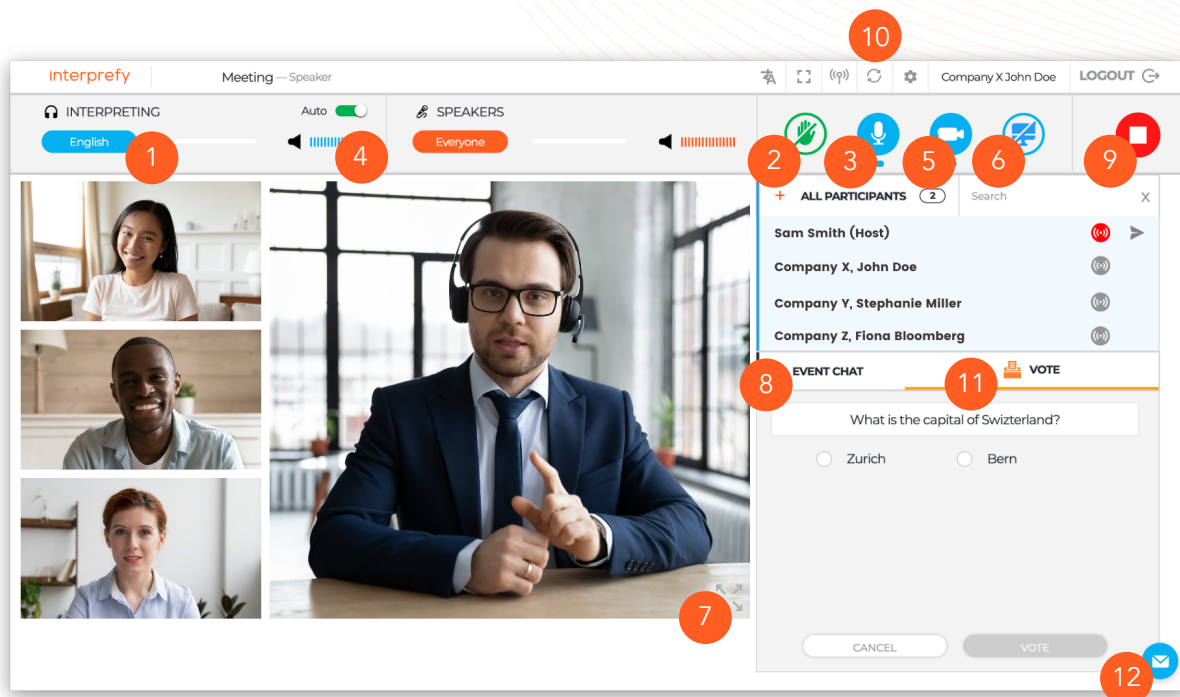 10
interprefy
Meeting — Speaker
Company X John Doe
LOGOUT
INTERPRETING
Auto
SPEAKERS
English
Everyone
1
4
2
3
5
6
9
+ ALL PARTICIPANTS 2
Search
X
Sam Smith (Host)
Company X, John Doe
Company Y, Stephanie Miller
Company Z, Fiona Bloomberg
8
EVENT CHAT
11
VOTE
What is the capital of Swizterland?
Zurich
Bern
7
CANCEL
VOTE
12